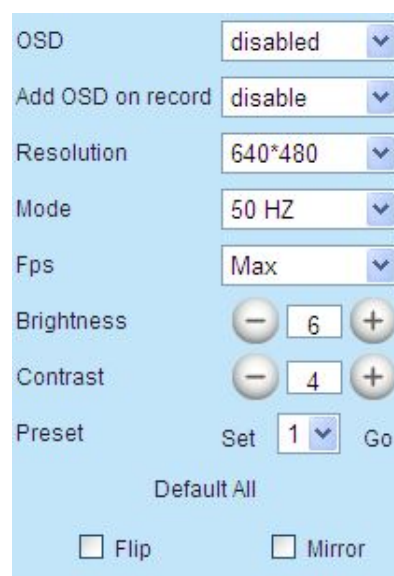 OSD disabled
Add OSD on record disable
Resolution 640*480
Mode 50 HZ
Fps Max
Brightness 6
Contrast 4
Preset Set 1 Go
Default All
Flip Mirror